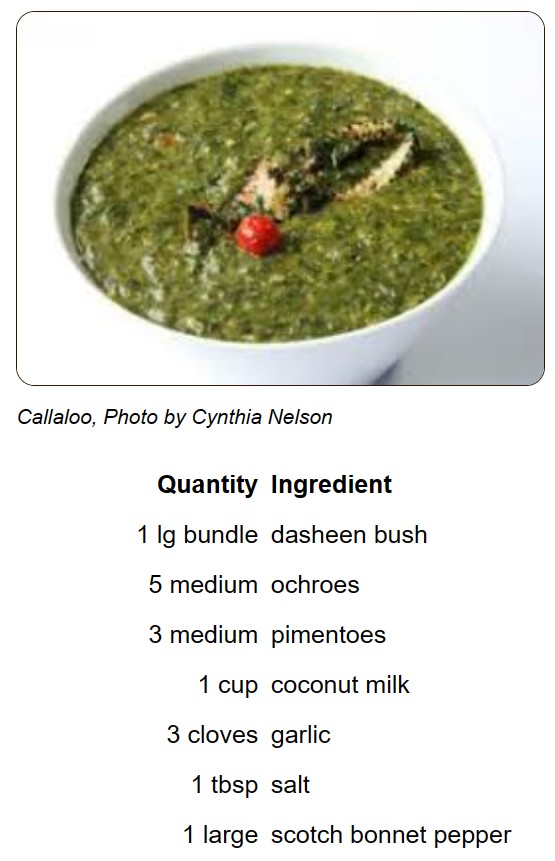 Callaloo, Photo by Cynthia Nelson
Quantity Ingredient
1 lg bundle dasheen bush
5 medium ochroes
3 medium pimentoes
1 cup coconut milk
3 cloves garlic
1 tbsp salt
1 large scotch bonnet pepper